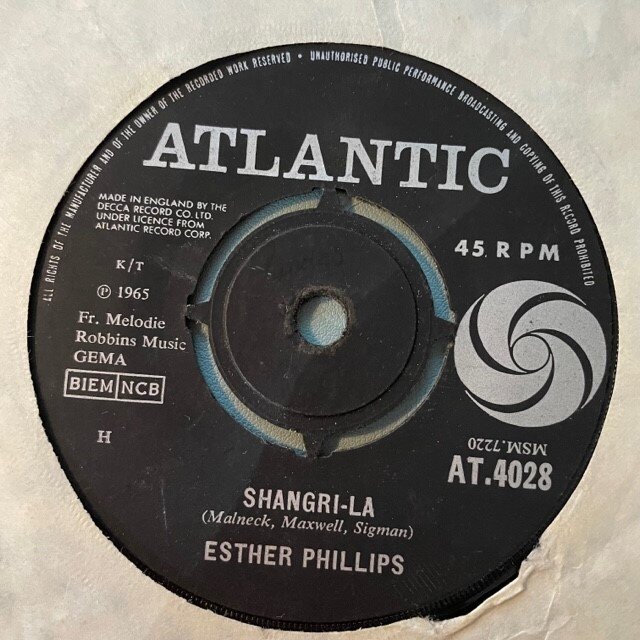 ALL RIGHTS OF THE MANUFACTURER AND OF THE OWNER OF THE RECORDED WORK RESERVED • UNAUTHORISED PUBLIC PERFORMANCE BROADCASTING AND COPYING OF THIS RECORD PROHIBITED
ATLANTIC
MADE IN ENGLAND BY THE
DECCA RECORD CO. LTD.
UNDER LICENCE FROM
ATLANTIC RECORD CORP.
45 RPM
K/T
℗ 1965
Fr. Melodie
Robbins Music
GEMA
BIEM NCB
H
MSM.7220
AT.4028
SHANGRI-LA
(Malneck, Maxwell, Sigman)
ESTHER PHILLIPS